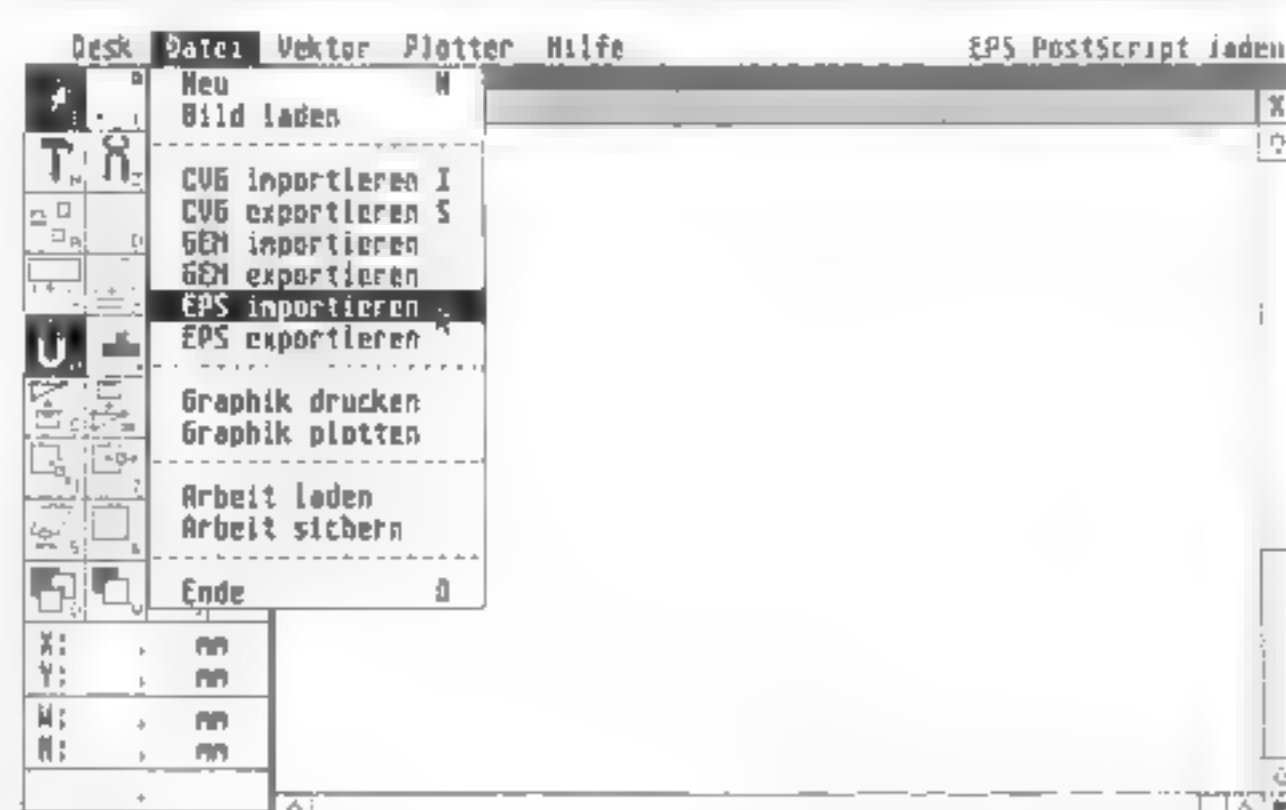 Desk Datei Vektor Plotter Hilfe EPS PostScript laden
Neu N
Bild laden
CVG importieren I
CVG exportieren S
GEM importieren
GEM exportieren
EPS importieren
EPS exportieren
Graphik drucken
Graphik plotten
Arbeit laden
Arbeit sichern
Ende Q
X: mm
Y: mm
W: mm
H: mm